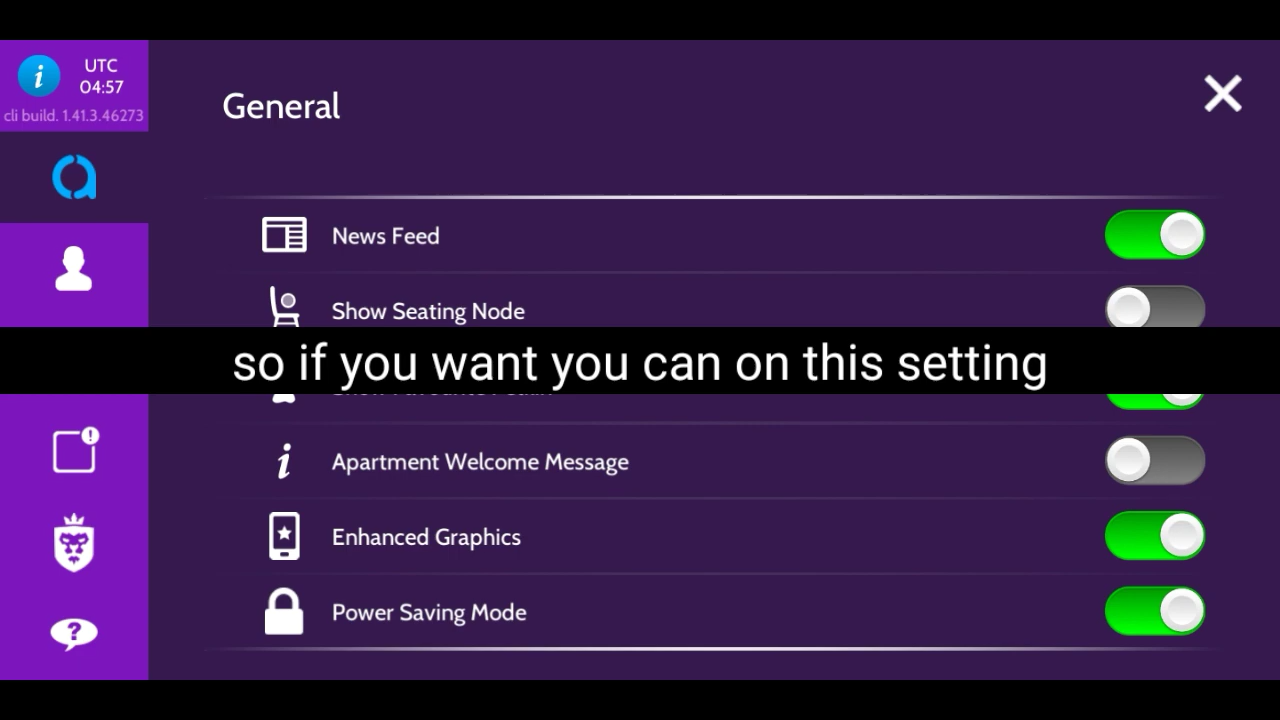 UTC
04:57
cli build. 1.41.3.46273
General
News Feed
Show Seating Node
so if you want you can on this setting
Apartment Welcome Message
Enhanced Graphics
Power Saving Mode